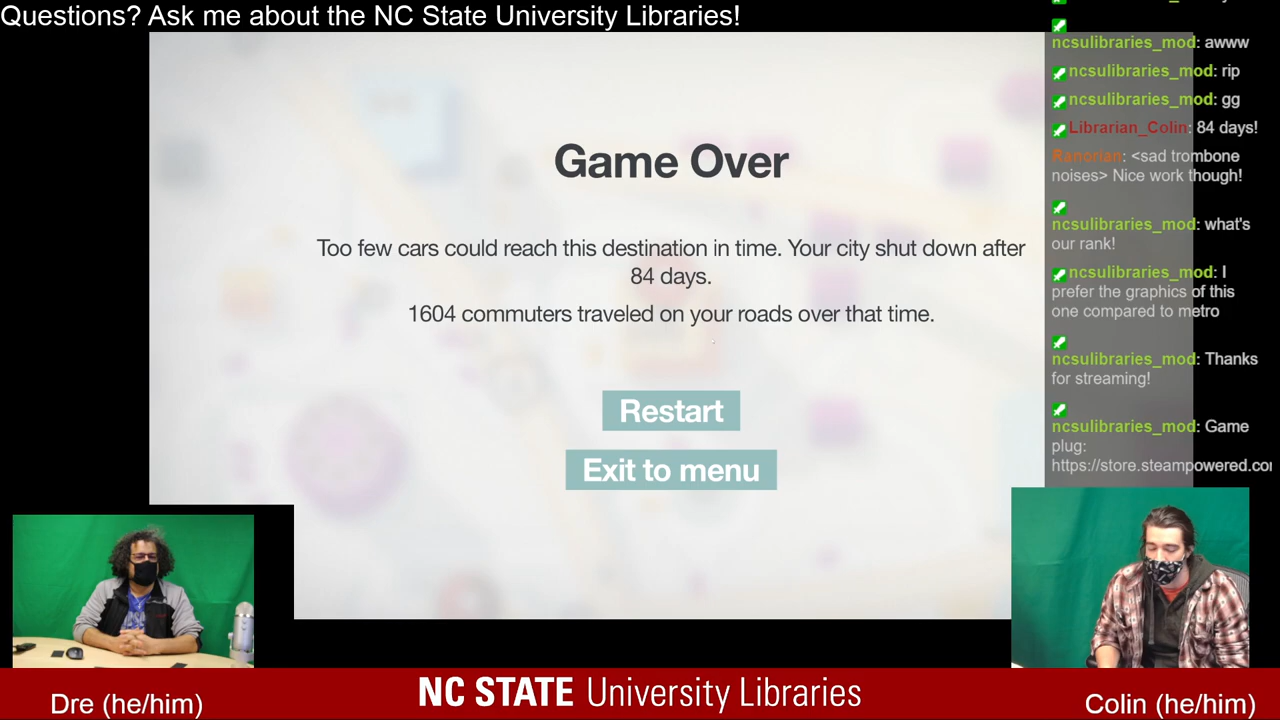 Questions? Ask me about the NC State University Libraries!
Game Over
Too few cars could reach this destination in time. Your city shut down after
84 days.
1604 commuters traveled on your roads over that time.
Restart
Exit to menu
ncsulibraries_mod: awww
ncsulibraries_mod: rip
ncsulibraries_mod: gg
Librarian_Colin: 84 days!
Ranorian: <sad trombone
noises> Nice work though!
ncsulibraries_mod: what's
our rank!
ncsulibraries_mod: I
prefer the graphics of this
one compared to metro
ncsulibraries_mod: Thanks
for streaming!
ncsulibraries_mod: Game
plug:
https://store.steampowered.co
Dre (he/him)
NC STATE University Libraries
Colin (he/him)